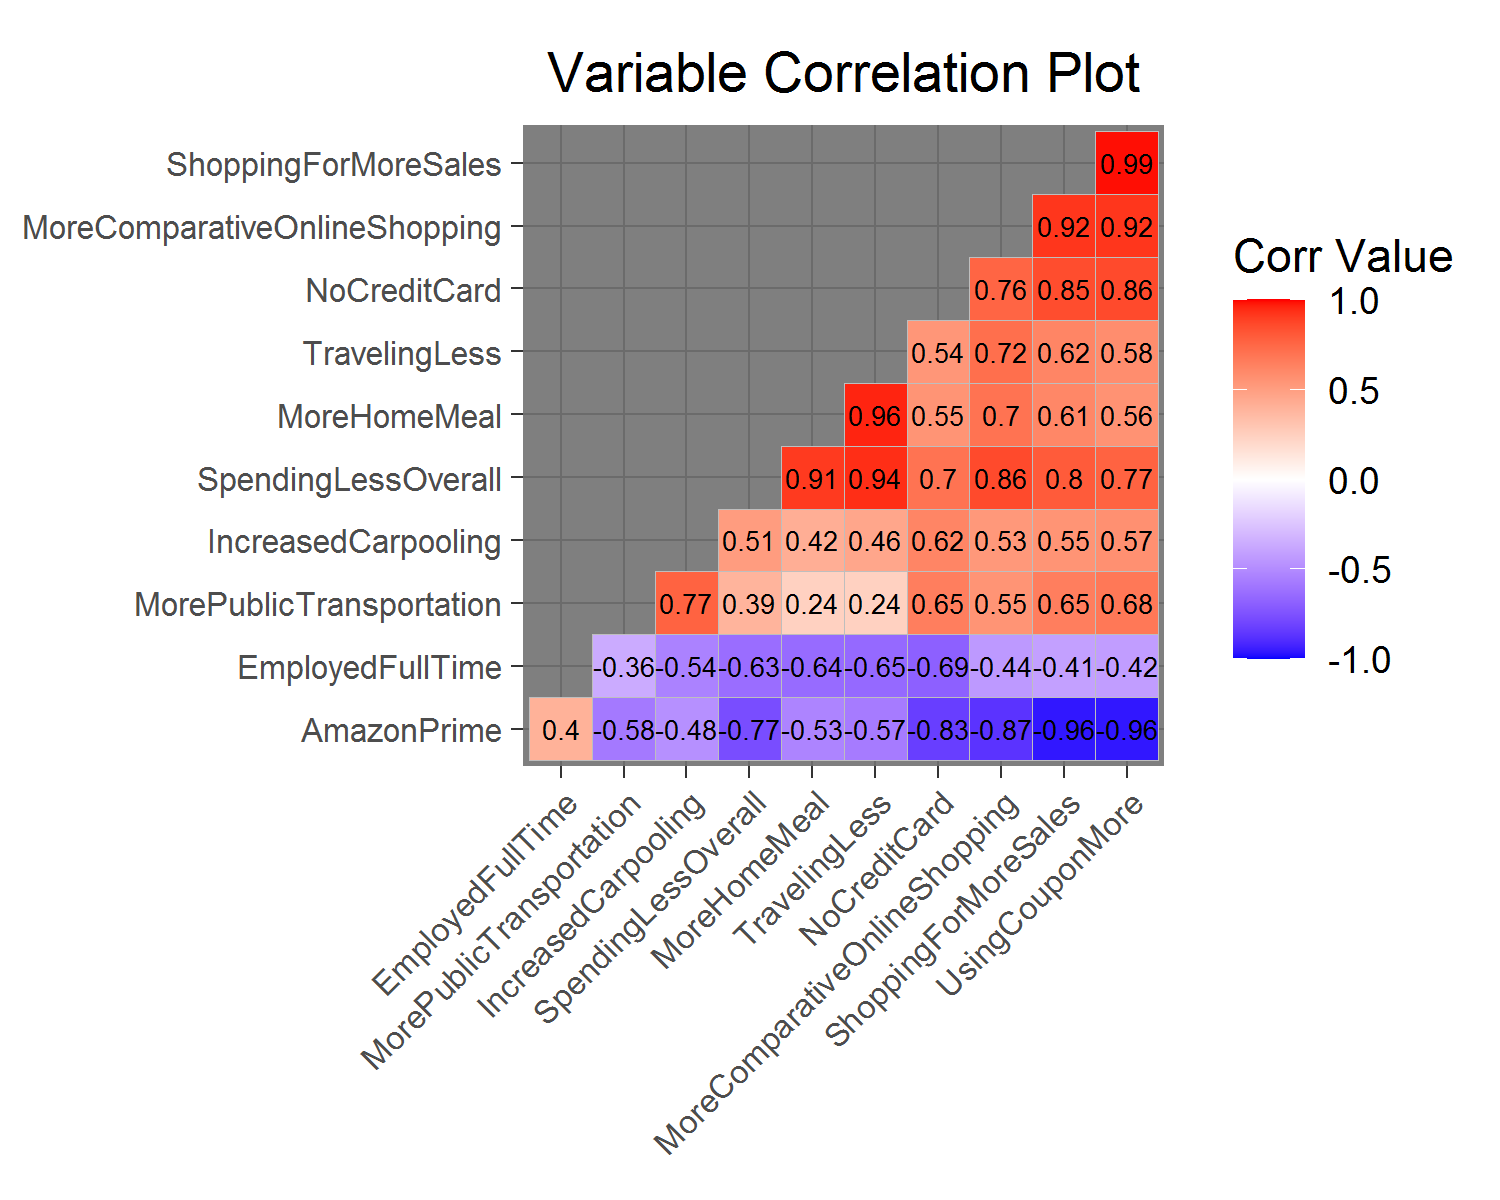 Variable Correlation Plot
ShoppingForMoreSales 0.99
MoreComparativeOnlineShopping 0.92 0.92
NoCreditCard 0.76 0.85 0.86
TravelingLess 0.54 0.72 0.62 0.58
MoreHomeMeal 0.96 0.55 0.7 0.61 0.56
SpendingLessOverall 0.91 0.94 0.7 0.86 0.8 0.77
IncreasedCarpooling 0.51 0.42 0.46 0.62 0.53 0.55 0.57
MorePublicTransportation 0.77 0.39 0.24 0.24 0.65 0.55 0.65 0.68
EmployedFullTime -0.36 -0.54 -0.63 -0.64 -0.65 -0.69 -0.44 -0.41 -0.42
AmazonPrime 0.4 -0.58 -0.48 -0.77 -0.53 -0.57 -0.83 -0.87 -0.96 -0.96
EmployedFullTime
MorePublicTransportation
IncreasedCarpooling
SpendingLessOverall
MoreHomeMeal
TravelingLess
NoCreditCard
MoreComparativeOnlineShopping
ShoppingForMoreSales
UsingCouponMore
Corr Value
1.0
0.5
0.0
-0.5
-1.0